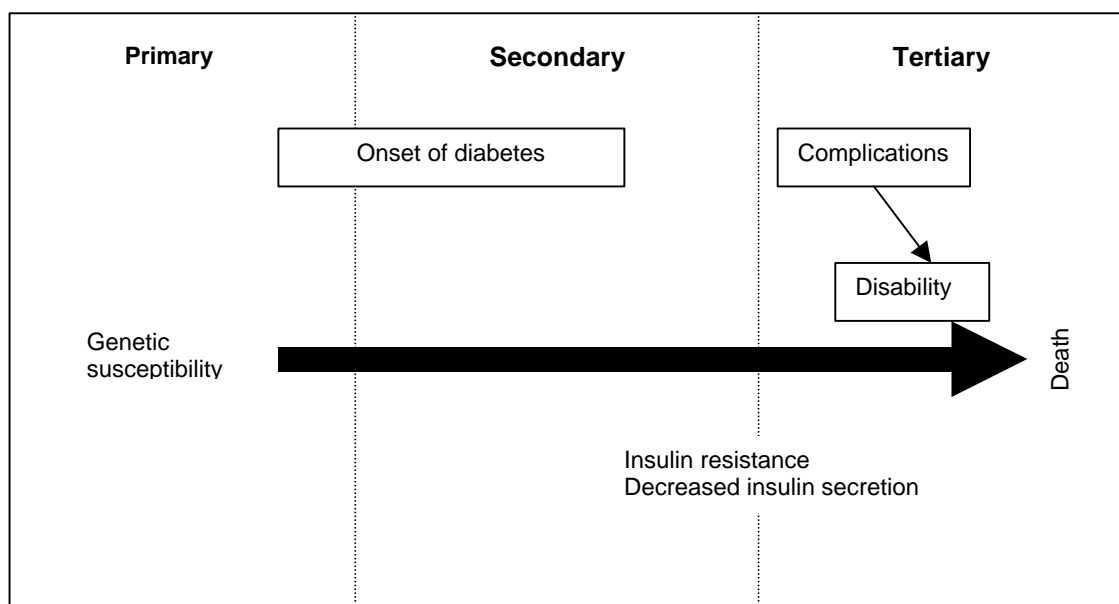 Primary
Secondary
Tertiary
Onset of diabetes
Complications
Disability
Genetic
susceptibility
Death
Insulin resistance
Decreased insulin secretion